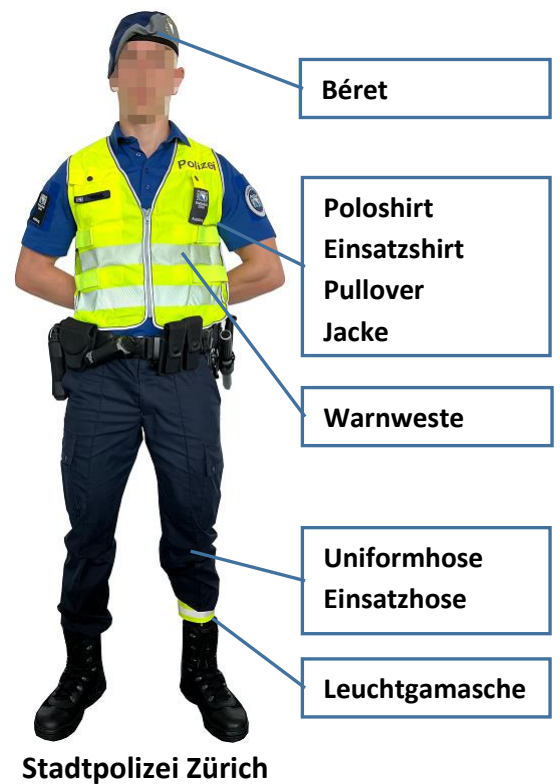 Béret
Polizei
Poloshirt
Einsatzshirt
Pullover
Jacke
Warnweste
Uniformhose
Einsatzhose
Leuchtgamasche
Stadtpolizei Zürich